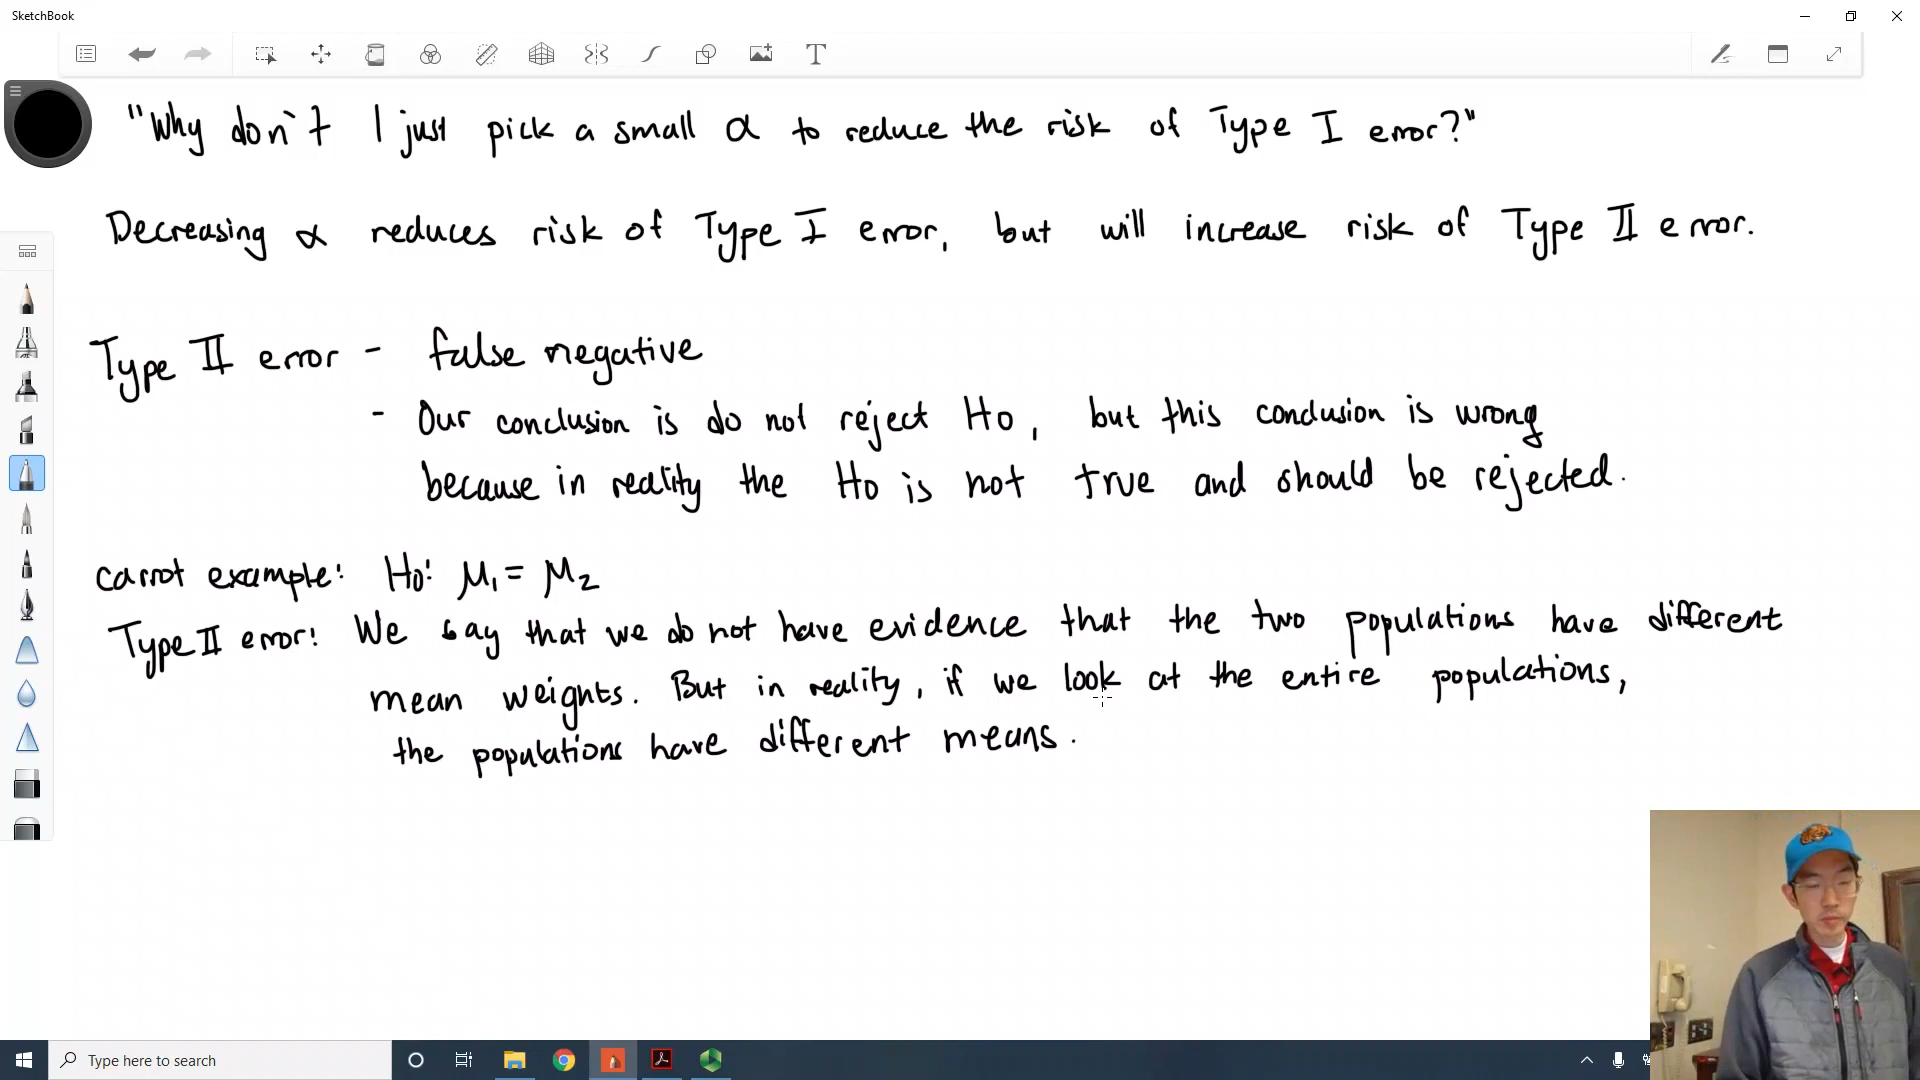 SketchBook
"Why don't I just pick a small α to reduce the risk of Type I error?"
Decreasing α reduces risk of Type I error, but will increase risk of Type II error.
Type II error - false negative
- Our conclusion is do not reject Ho, but this conclusion is wrong
because in reality the Ho is not true and should be rejected.
carrot example: Ho: μ₁ = μ₂
Type II error: We say that we do not have evidence that the two populations have different
mean weights. But in reality, if we look at the entire populations,
the populations have different means.
Type here to search